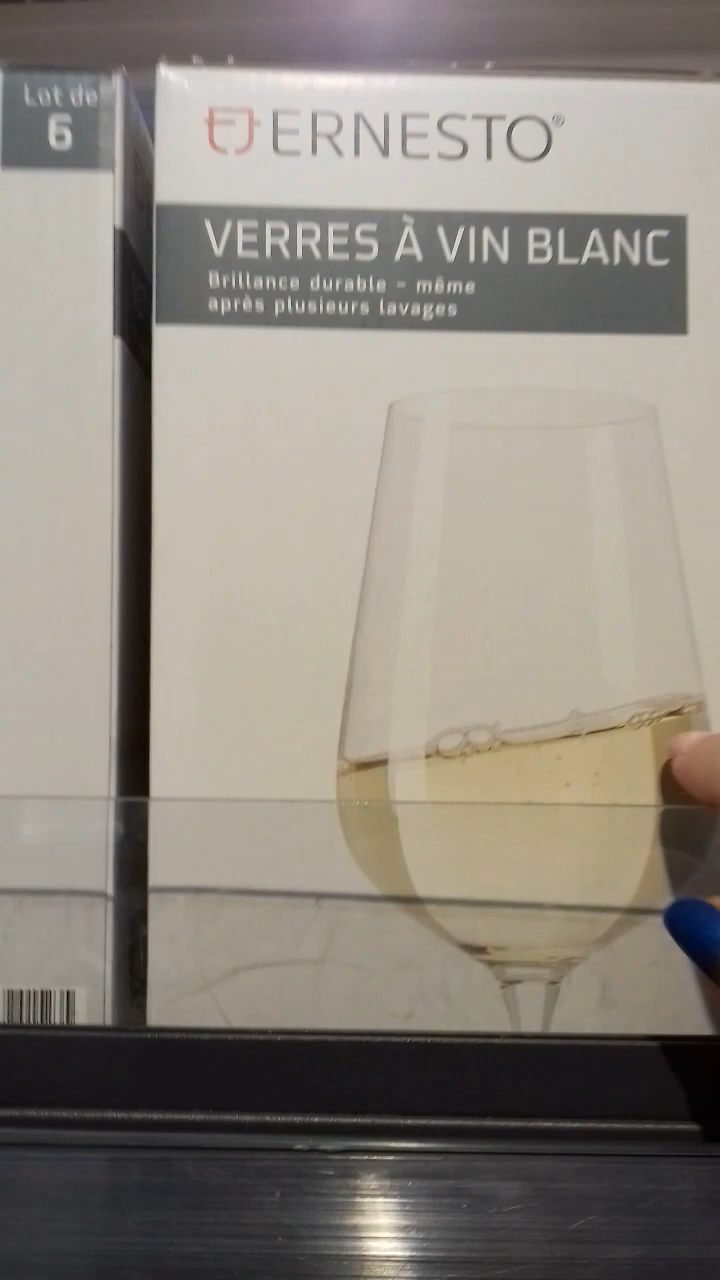 Lot de
6
ERNESTO®
VERRES À VIN BLANC
Brillance durable – même
après plusieurs lavages